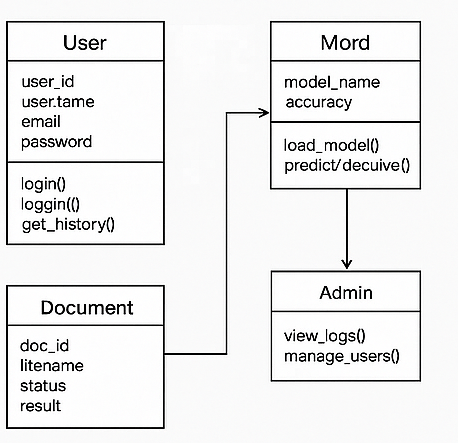 User
user_id
user.tame
email
password
login()
loggin(()
get_history()
Mord
model_name
accuracy
load_model()
predict/decuive()
Document
doc_id
litename
status
result
Admin
view_logs()
manage_users()